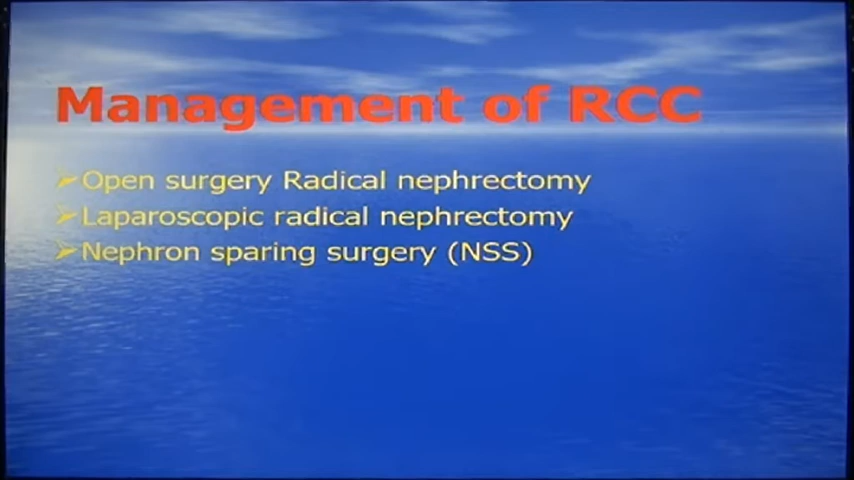 Management of RCC
Open surgery Radical nephrectomy
Laparoscopic radical nephrectomy
Nephron sparing surgery (NSS)